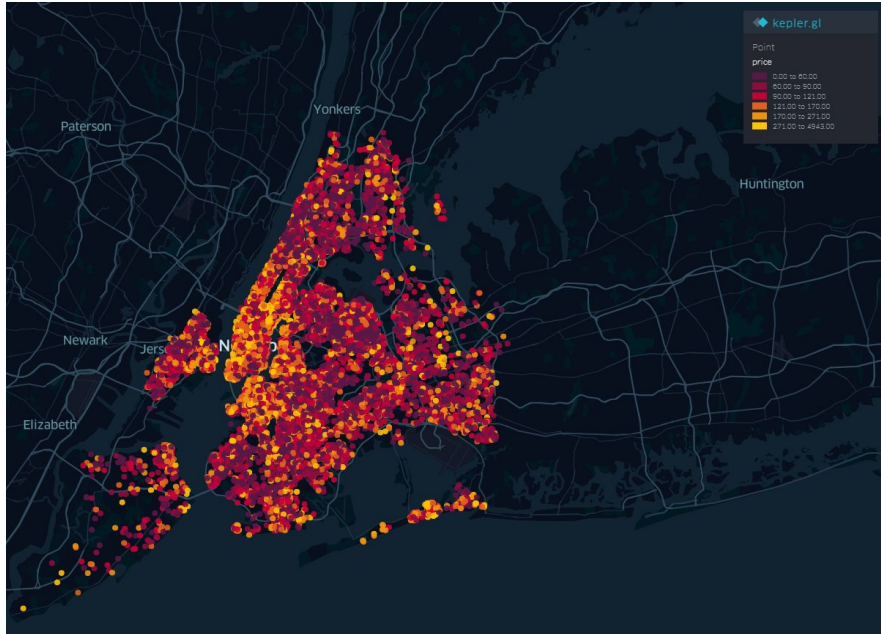 kepler.gl
Point
price
0.00 to 60.00
60.00 to 90.00
90.00 to 121.00
121.00 to 170.00
170.00 to 271.00
271.00 to 4943.00
Yonkers
Paterson
Huntington
Newark
Elizabeth